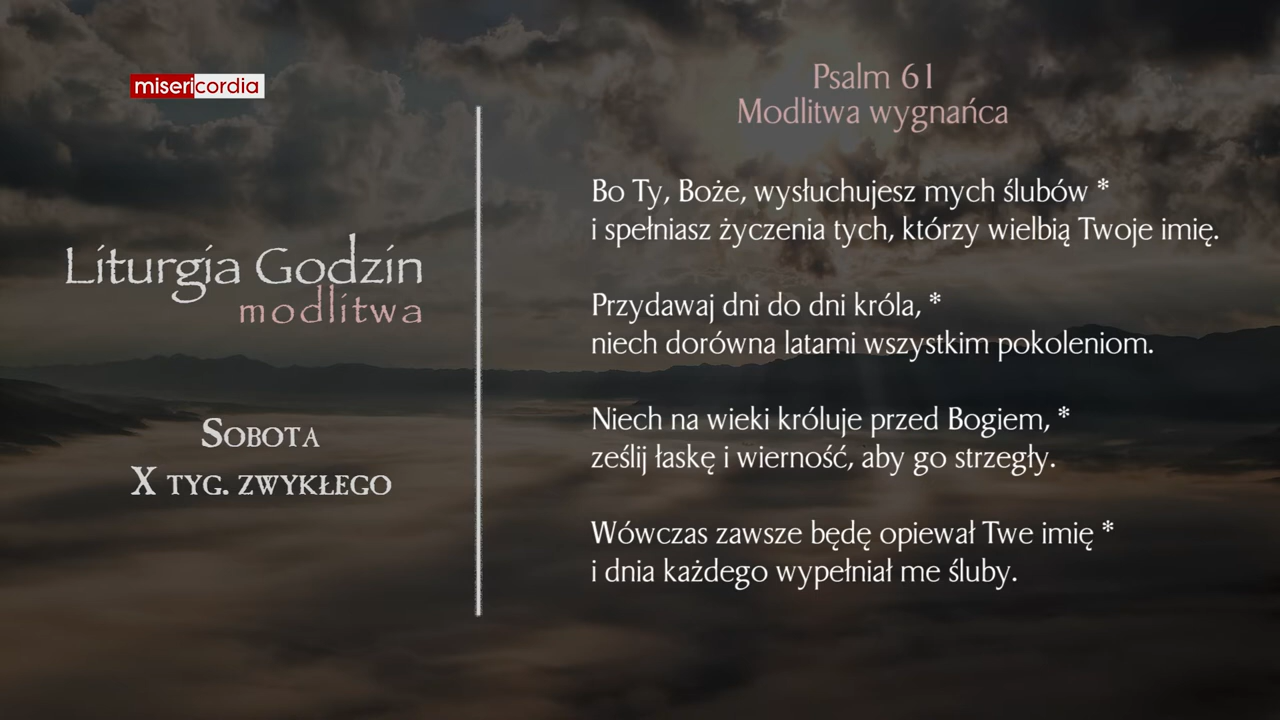 misericordia
Liturgia Godzin
modlitwa
Sobota
X tyg. zwykłego
Psalm 61
Modlitwa wygnańca
Bo Ty, Boże, wysłuchujesz mych ślubów *
i spełniasz życzenia tych, którzy wielbią Twoje imię.
Przydawaj dni do dni króla, *
niech dorówna latami wszystkim pokoleniom.
Niech na wieki króluje przed Bogiem, *
ześlij łaskę i wierność, aby go strzegły.
Wówczas zawsze będę opiewał Twe imię *
i dnia każdego wypełniał me śluby.